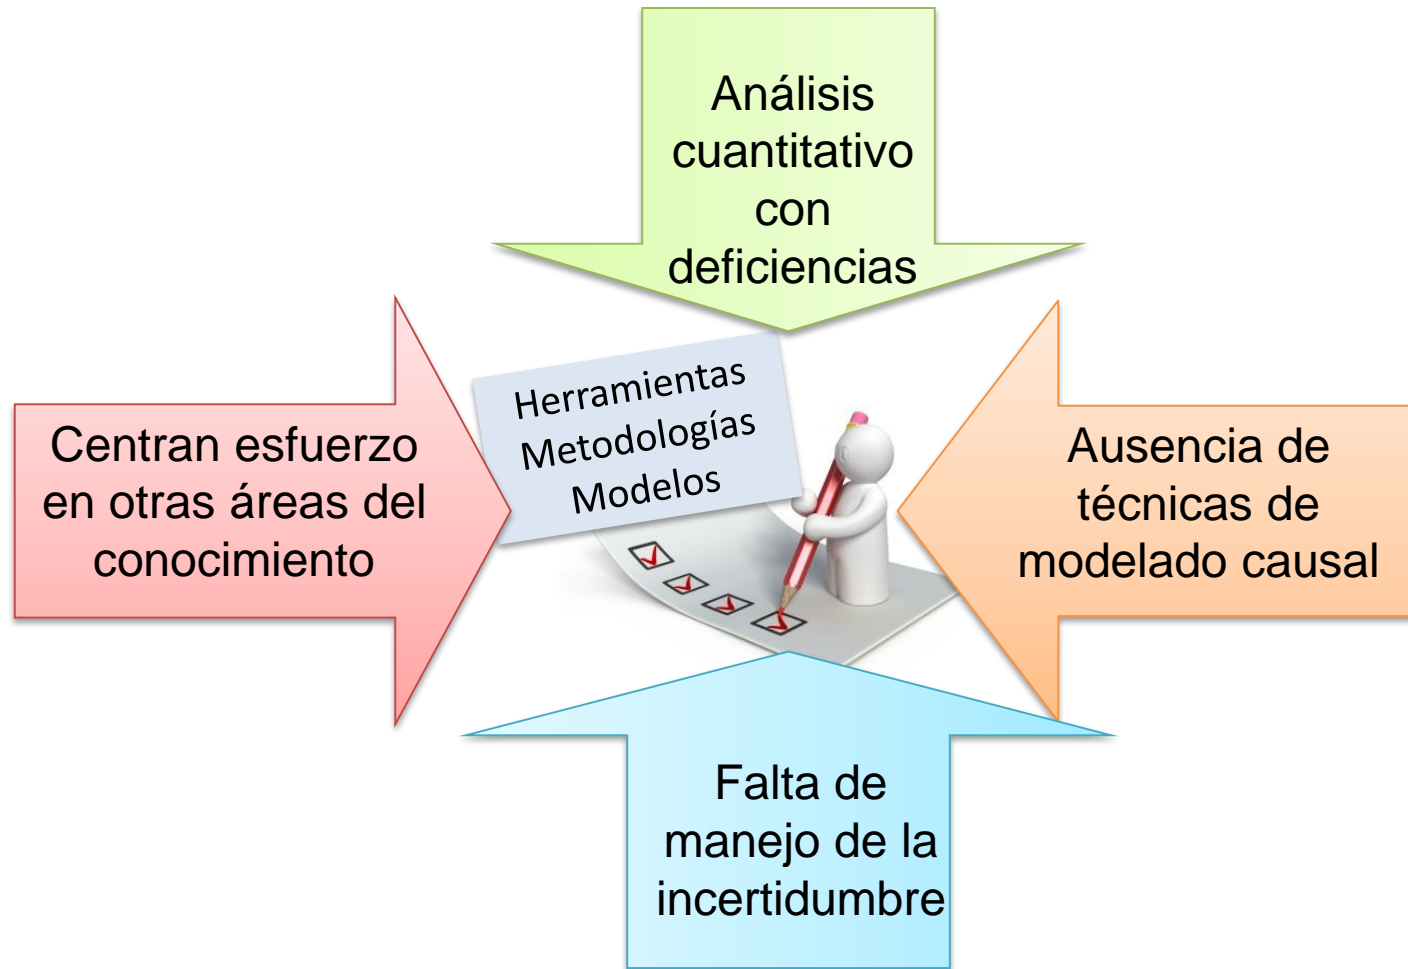 Análisis
cuantitativo
con
deficiencias
Herramientas
Metodologías
Modelos
Centran esfuerzo
en otras áreas del
conocimiento
Ausencia de
técnicas de
modelado causal
Falta de
manejo de la
incertidumbre